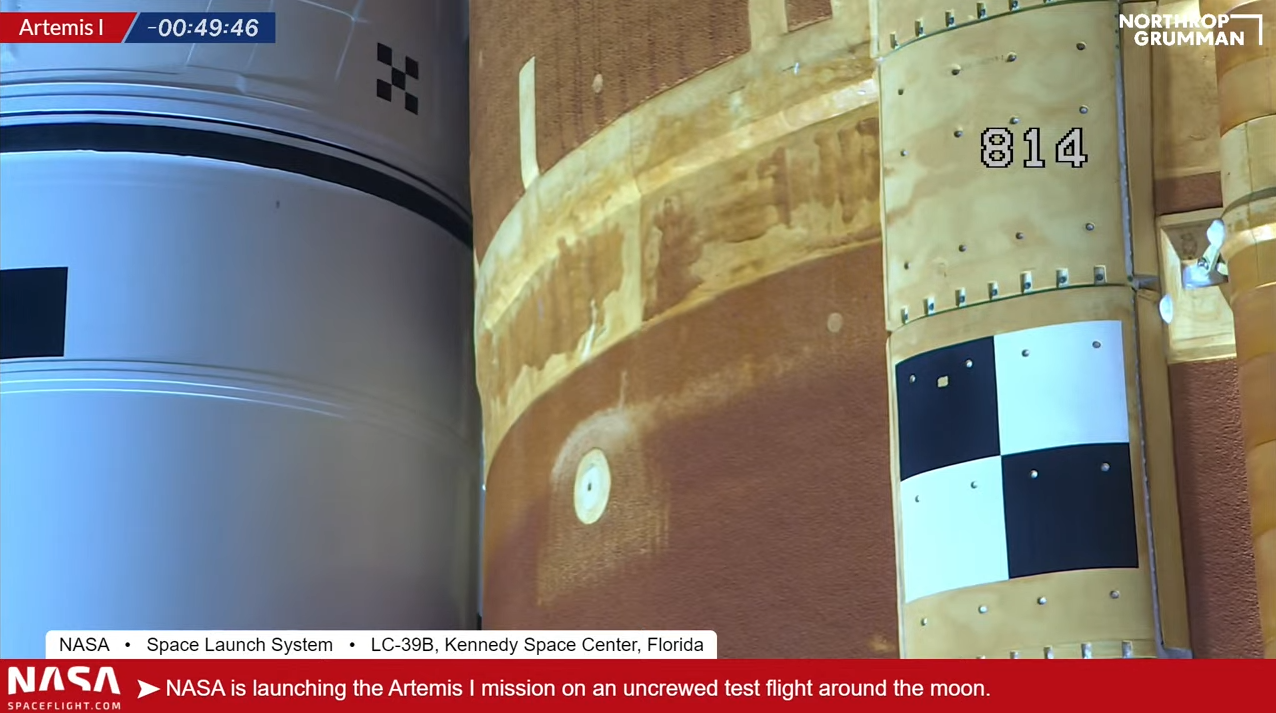 Artemis I
-00:49:46
NORTHROP
GRUMMAN
814
NASA • Space Launch System • LC-39B, Kennedy Space Center, Florida
NASA
SPACEFLIGHT.COM
NASA is launching the Artemis I mission on an uncrewed test flight around the moon.